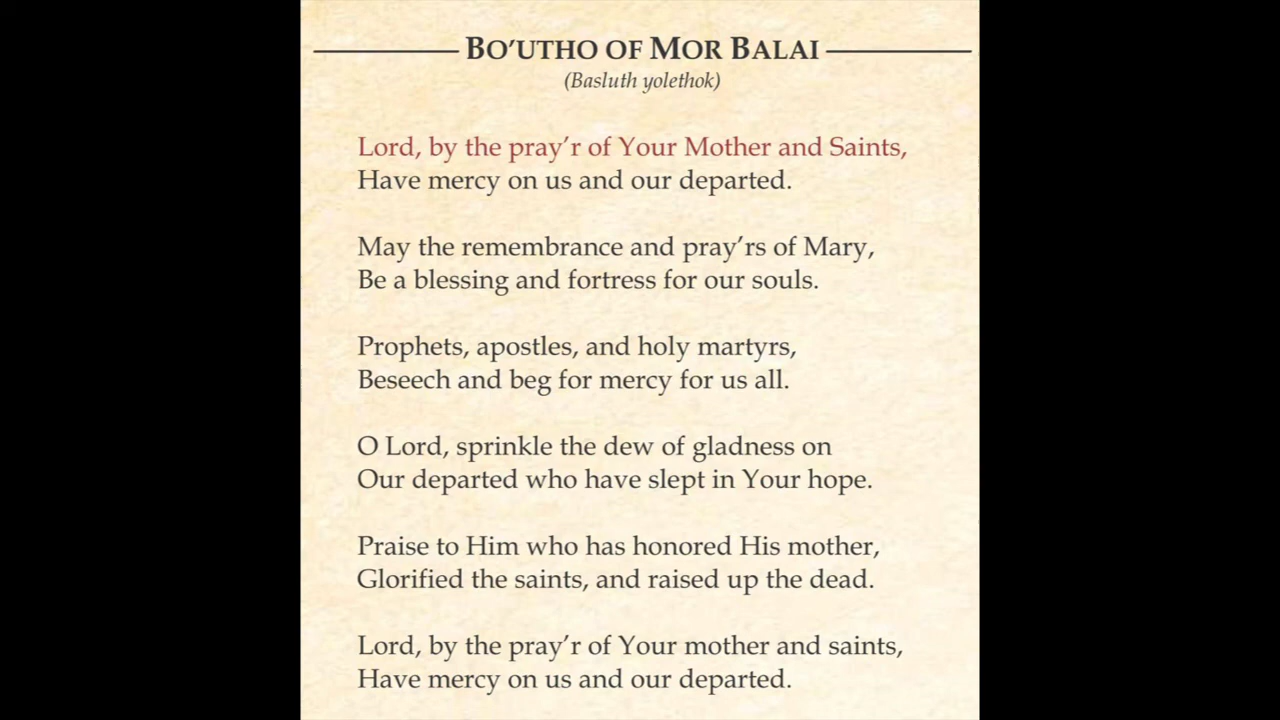 BO’UTHO OF MOR BALAI
(Basluth yolethok)
Lord, by the pray’r of Your Mother and Saints,
Have mercy on us and our departed.
May the remembrance and pray’rs of Mary,
Be a blessing and fortress for our souls.
Prophets, apostles, and holy martyrs,
Beseech and beg for mercy for us all.
O Lord, sprinkle the dew of gladness on
Our departed who have slept in Your hope.
Praise to Him who has honored His mother,
Glorified the saints, and raised up the dead.
Lord, by the pray’r of Your mother and saints,
Have mercy on us and our departed.